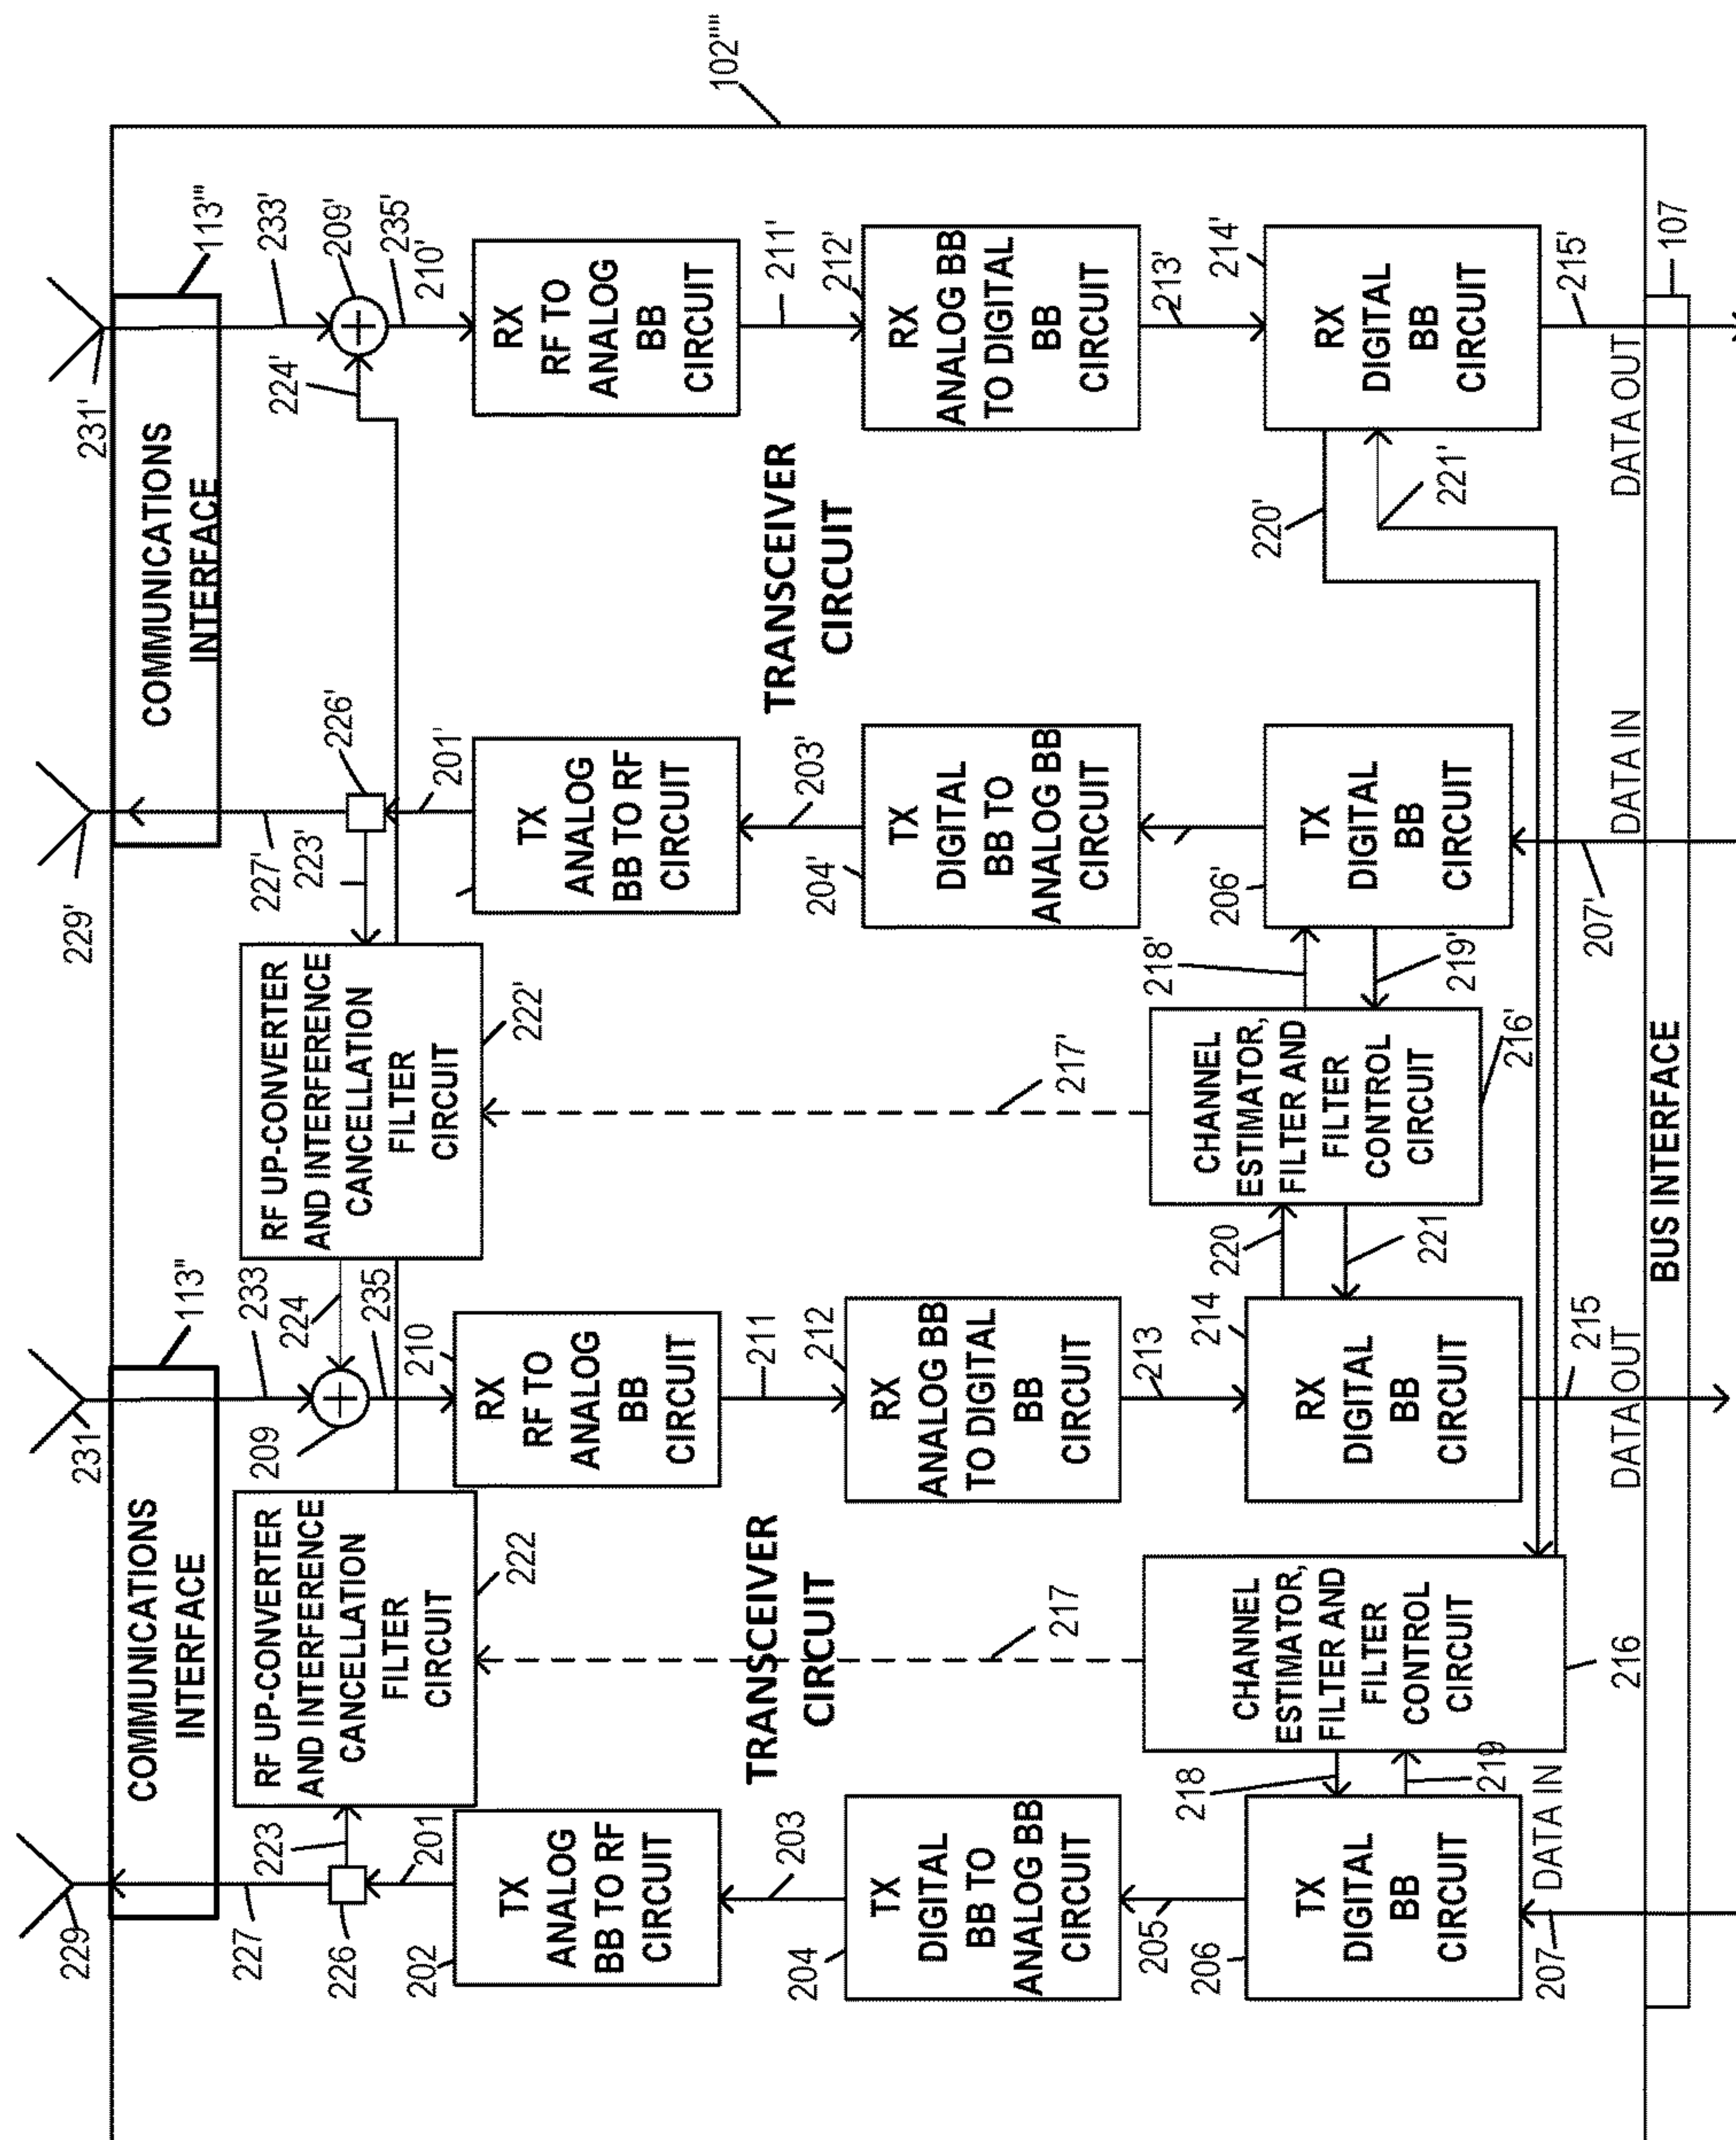 229
231
229'
231'
COMMUNICATIONS
INTERFACE
113''
COMMUNICATIONS
INTERFACE
113'''
102''''
227
223
226
201
RF UP-CONVERTER
AND INTERFERENCE
CANCELLATION
FILTER
CIRCUIT
222
209
233
224
235
RF UP-CONVERTER
AND INTERFERENCE
CANCELLATION
FILTER
CIRCUIT
222'
227'
223'
226'
201'
224'
233'
209'
235'
210'
202
TX
ANALOG
BB TO RF
CIRCUIT
210
RX
RF TO
ANALOG
BB
CIRCUIT
TX
ANALOG
BB TO RF
CIRCUIT
RX
RF TO
ANALOG
BB
CIRCUIT
203
TRANSCEIVER
CIRCUIT
211
203'
TRANSCEIVER
CIRCUIT
211'
204
TX
DIGITAL
BB TO
ANALOG BB
CIRCUIT
212
RX
ANALOG BB
TO DIGITAL
BB
CIRCUIT
204'
TX
DIGITAL
BB TO
ANALOG BB
CIRCUIT
212'
RX
ANALOG BB
TO DIGITAL
BB
CIRCUIT
217
217'
205
213
213'
206
TX
DIGITAL
BB
CIRCUIT
218
219
CHANNEL
ESTIMATOR,
FILTER AND
FILTER
CONTROL
CIRCUIT
216
214
RX
DIGITAL
BB
CIRCUIT
220
221
CHANNEL
ESTIMATOR,
FILTER AND
FILTER
CONTROL
CIRCUIT
216'
218'
219'
206'
TX
DIGITAL
BB
CIRCUIT
220'
221'
214'
RX
DIGITAL
BB
CIRCUIT
207
DATA IN
DATA OUT
215
207'
DATA IN
DATA OUT
215'
BUS INTERFACE
107